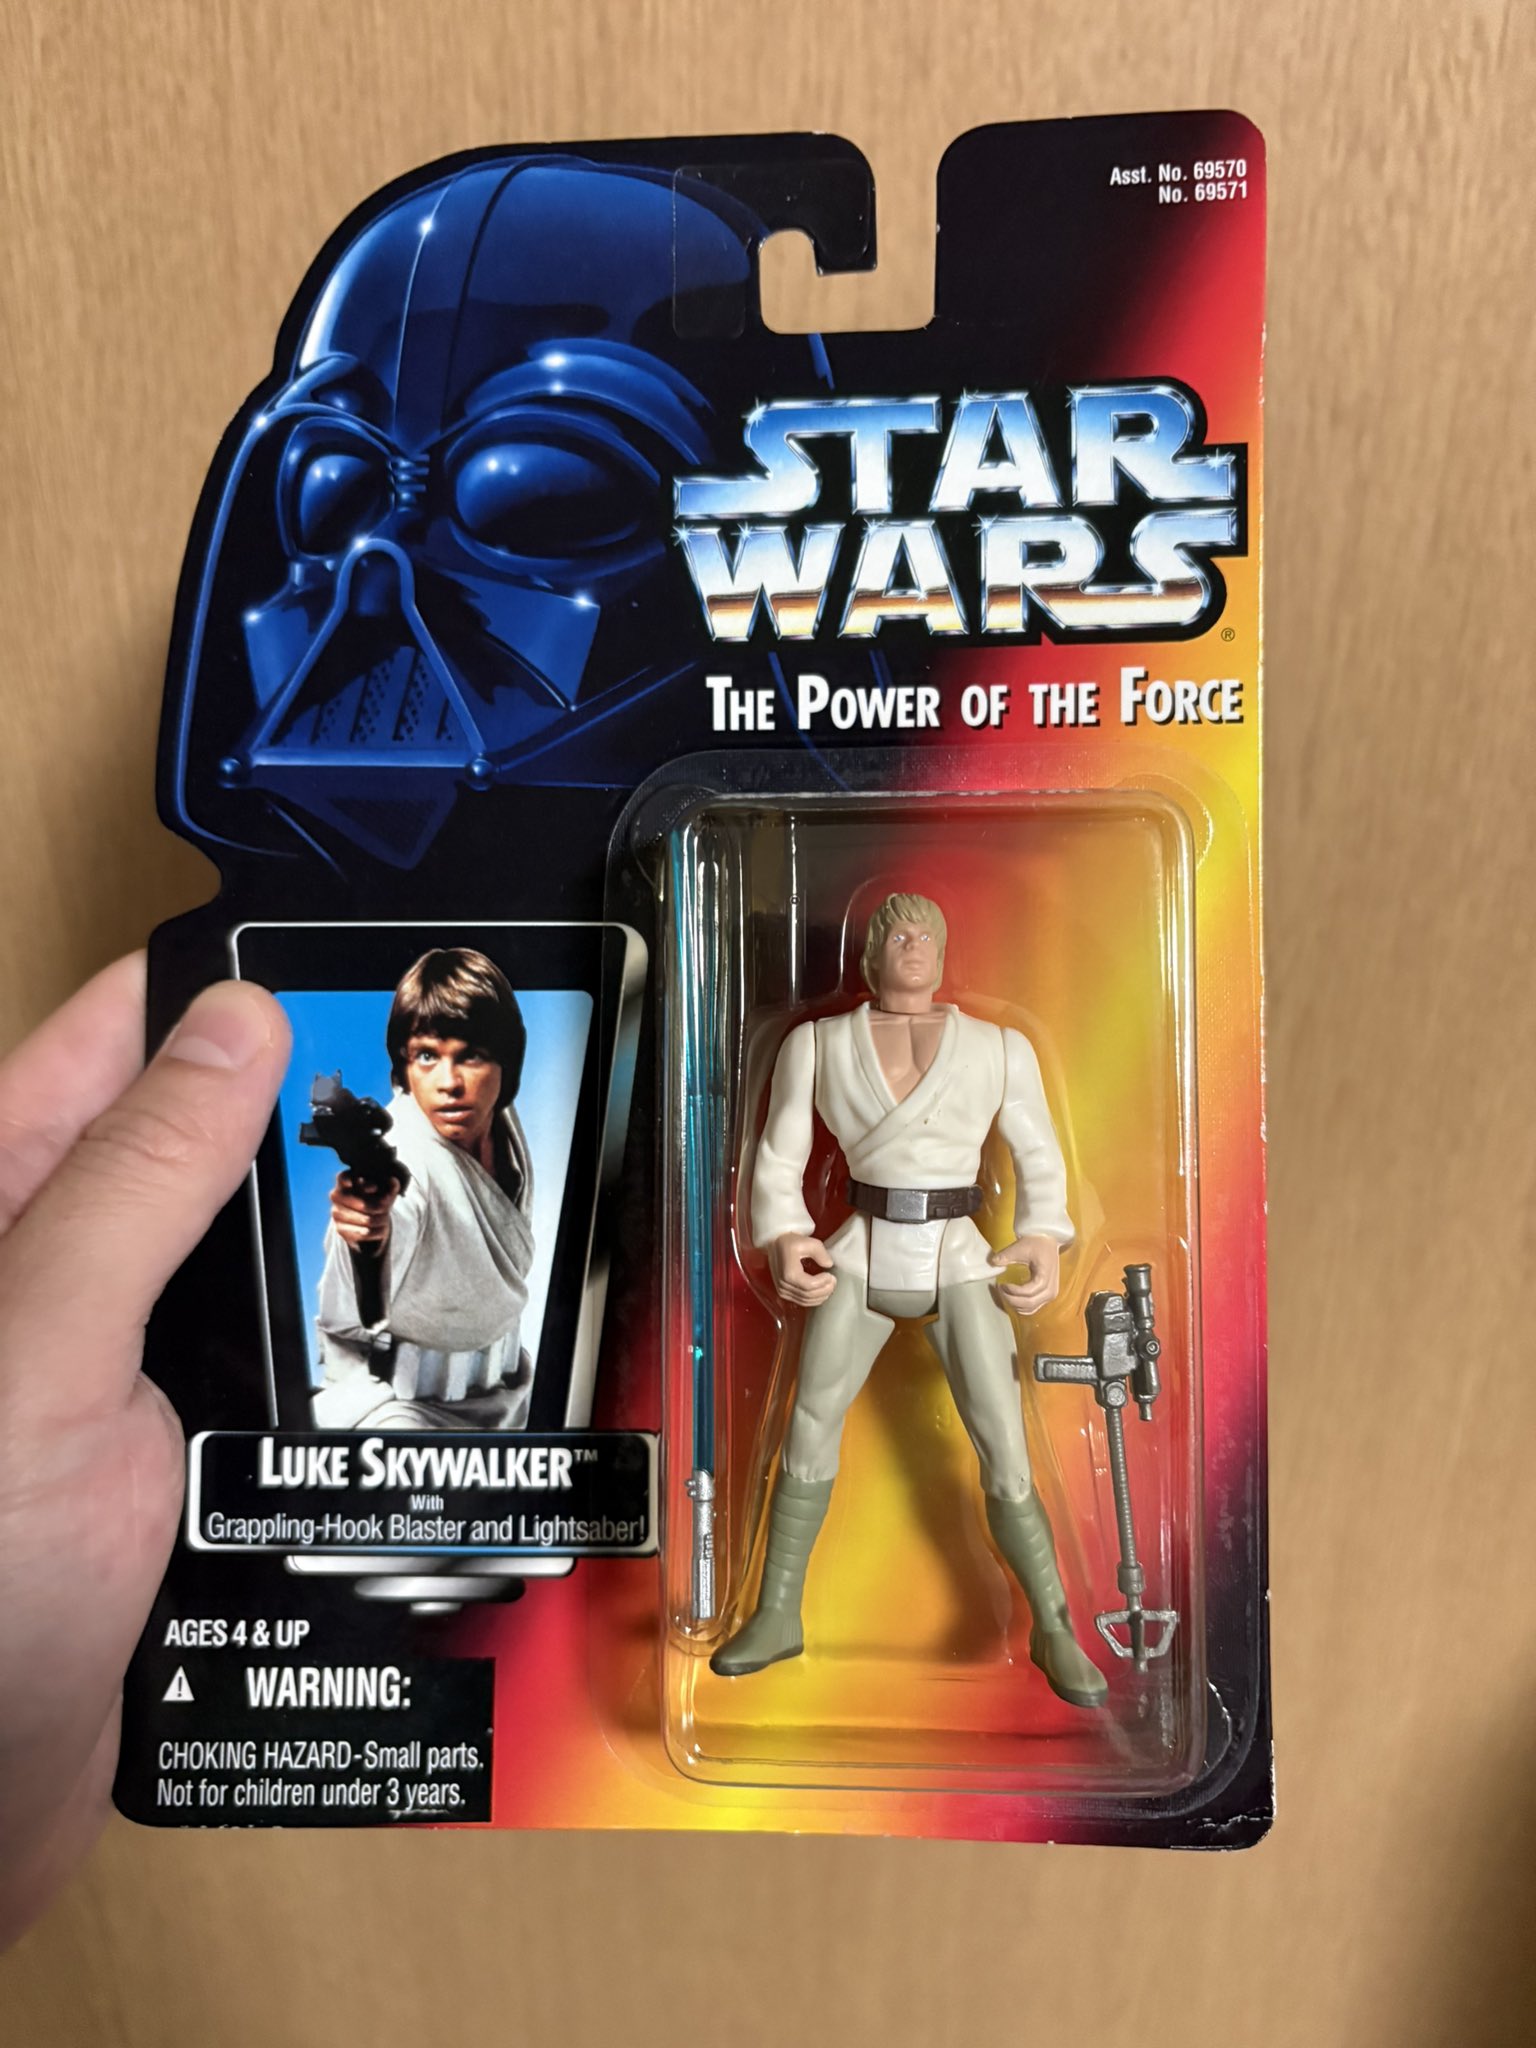 Asst. No. 69570
No. 69571
STAR
WARS®
THE POWER OF THE FORCE
LUKE SKYWALKER™
With
Grappling-Hook Blaster and Lightsaber!
AGES 4 & UP
WARNING:
CHOKING HAZARD-Small parts.
Not for children under 3 years.